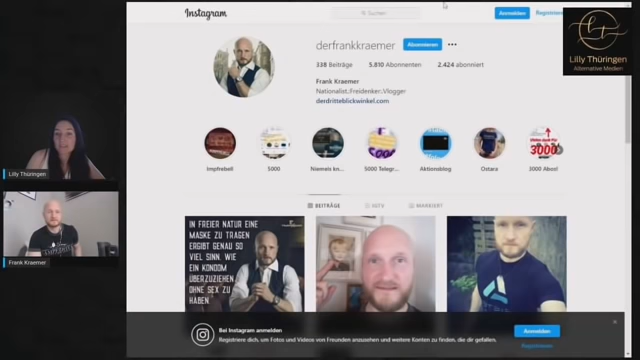 Instagram
Suchen
Anmelden
Registrieren
derfrankkraemer
Abonnieren
338 Beiträge
5.810 Abonnenten
2.424 abonniert
Frank Kraemer
Nationalist.Freidenker.Vlogger
derdritteblickwinkel.com
Impfrebell
5000
Niemels kn...
5000 Telegr...
Aktionsblog
Ostara
3000 Abos!
BEITRÄGE
IGTV
MARKIERT
IN FREIER NATUR EINE
MASKE ZU TRAGEN
ERGIBT GENAU SO
VIEL SINN, WIE
EIN KONDOM
ÜBERZUZIEHEN
OHNE SEX ZU
HABEN
Bei Instagram anmelden
Registriere dich, um Fotos und Videos von Freunden anzusehen und weitere Konten zu finden, die dir gefallen.
Anmelden
Registrieren
Lilly Thüringen
Frank Kraemer
Lilly Thüringen
Alternative Medien